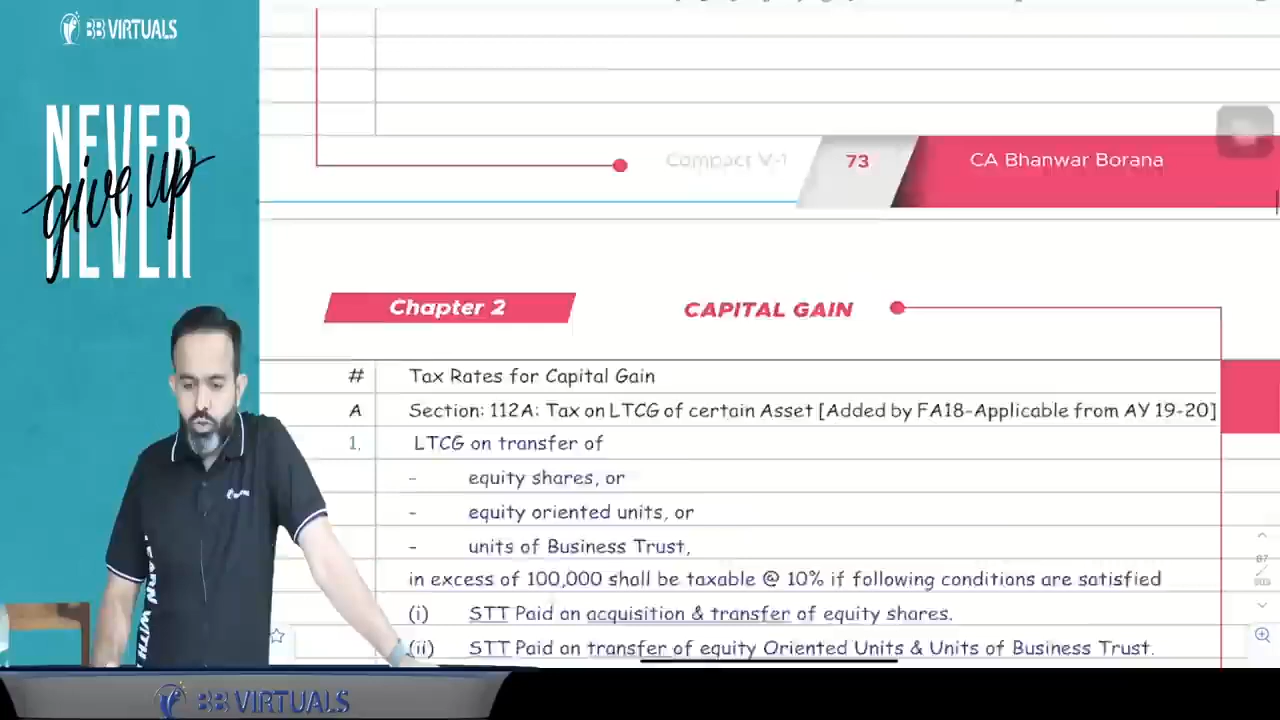 BB VIRTUALS
NEVER
give up
NEVER
Compact V-1
73
CA Bhanwar Borana
Chapter 2
CAPITAL GAIN
# Tax Rates for Capital Gain
A Section: 112A: Tax on LTCG of certain Asset [Added by FA18-Applicable from AY 19-20]
1. LTCG on transfer of
- equity shares, or
- equity oriented units, or
- units of Business Trust,
in excess of 100,000 shall be taxable @ 10% if following conditions are satisfied
(i) STT Paid on acquisition & transfer of equity shares.
(ii) STT Paid on transfer of equity Oriented Units & Units of Business Trust.
87
BB VIRTUALS